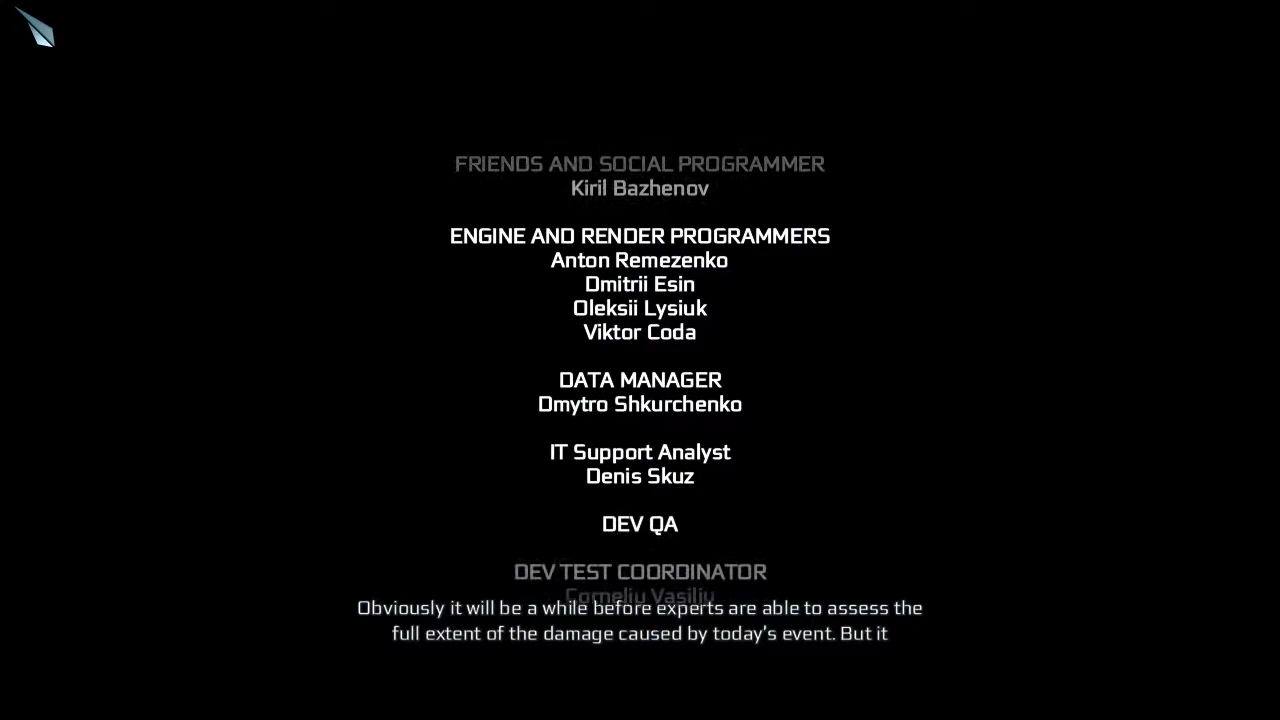 FRIENDS AND SOCIAL PROGRAMMER
Kiril Bazhenov
ENGINE AND RENDER PROGRAMMERS
Anton Remezenko
Dmitrii Esin
Oleksii Lysiuk
Viktor Coda
DATA MANAGER
Dmytro Shkurchenko
IT Support Analyst
Denis Skuz
DEV QA
DEV TEST COORDINATOR
Corneliu Vasiliu
Obviously it will be a while before experts are able to assess the
full extent of the damage caused by today's event. But it